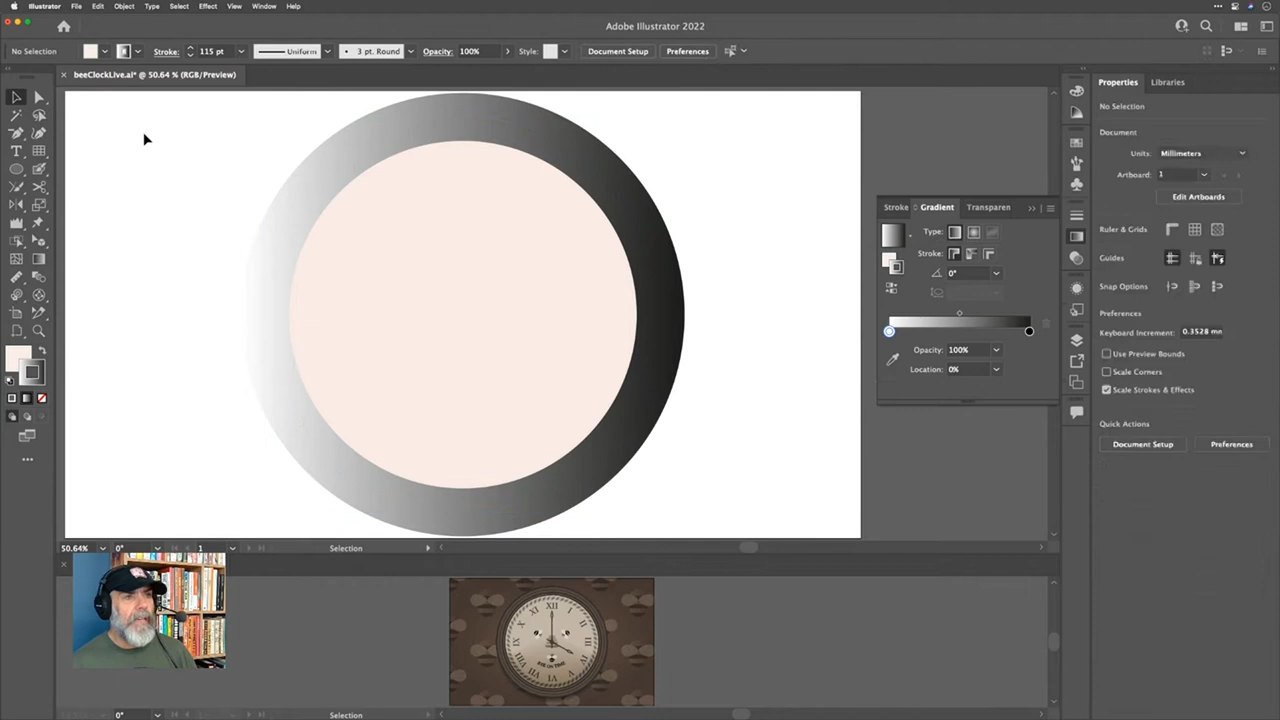 Illustrator File Edit Object Type Select Effect View Window Help
Adobe Illustrator 2022
No Selection Stroke: 115 pt Uniform 3 pt. Round Opacity: 100% Style: Document Setup Preferences
beeClockLive.ai* @ 50.64 % (RGB/Preview)
Properties Libraries
No Selection
Document
Units: Millimeters
Artboard: 1
Edit Artboards
Ruler & Grids
Guides
Snap Options
Preferences
Keyboard Increment: 0.3528 mm
Use Preview Bounds
Scale Corners
Scale Strokes & Effects
Quick Actions
Document Setup Preferences
Stroke Gradient Transparen
Type:
Stroke:
0°
Opacity: 100%
Location: 0%
50.64% 0° 1 Selection
XII
BEE ON TIME
0° Selection